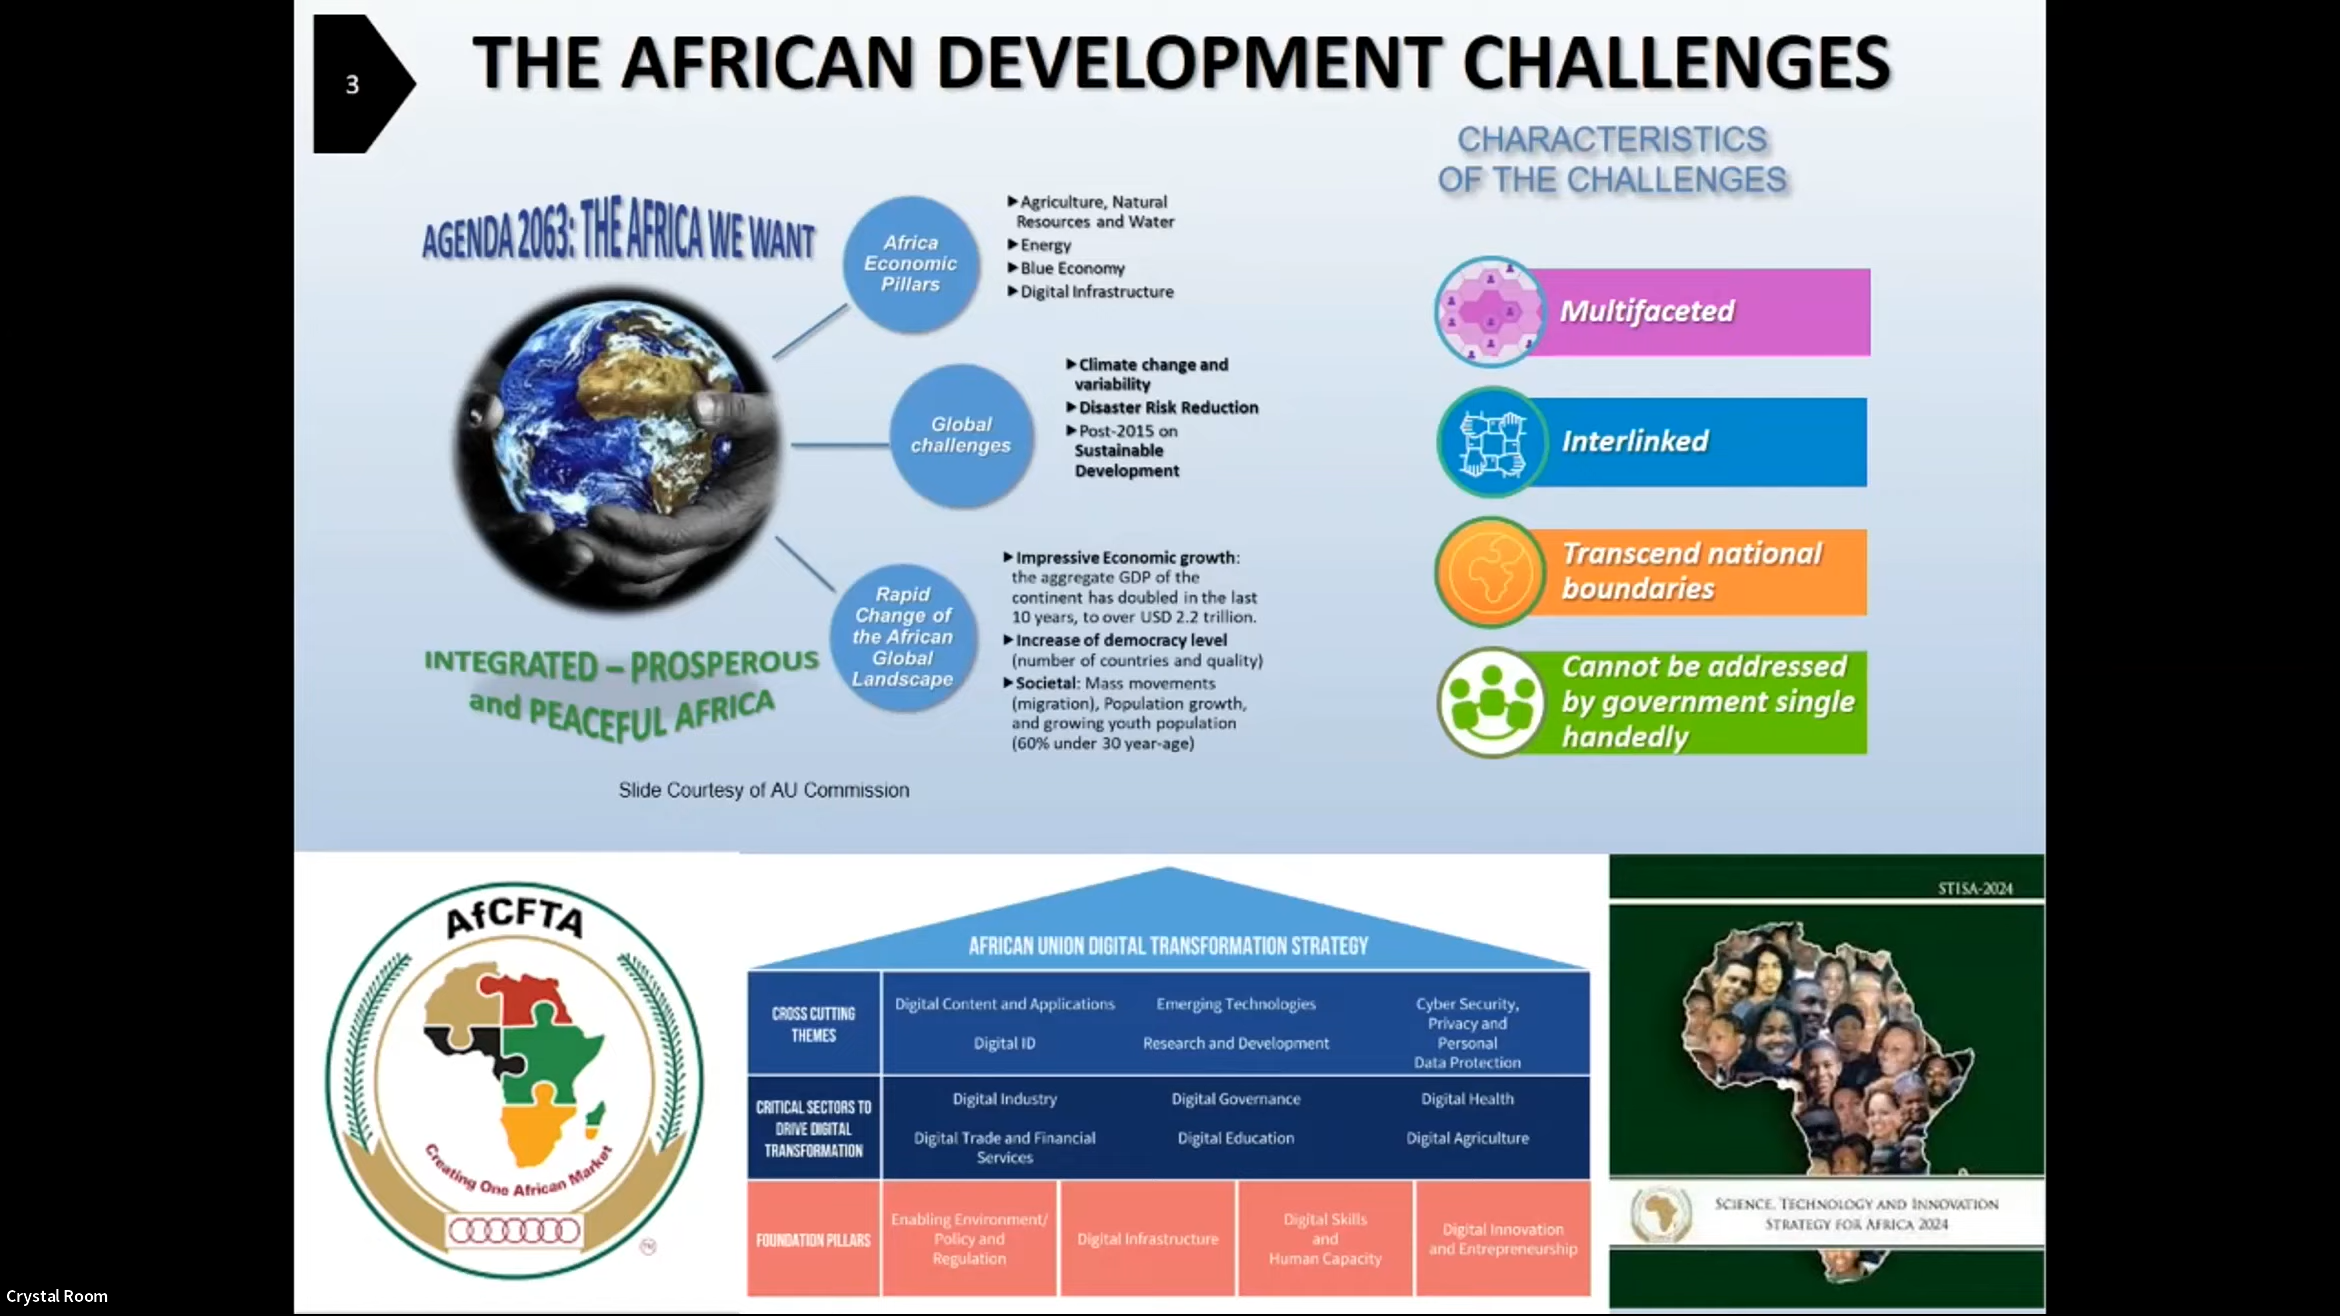 3
THE AFRICAN DEVELOPMENT CHALLENGES
AGENDA 2063: THE AFRICA WE WANT
INTEGRATED – PROSPEROUS
and PEACEFUL AFRICA
Slide Courtesy of AU Commission
Africa
Economic
Pillars
Agriculture, Natural
Resources and Water
Energy
Blue Economy
Digital Infrastructure
Global
challenges
Climate change and
variability
Disaster Risk Reduction
Post-2015 on
Sustainable
Development
Rapid
Change of
the African
Global
Landscape
Impressive Economic growth:
the aggregate GDP of the
continent has doubled in the last
10 years, to over USD 2.2 trillion.
Increase of democracy level
(number of countries and quality)
Societal: Mass movements
(migration), Population growth,
and growing youth population
(60% under 30 year-age)
CHARACTERISTICS
OF THE CHALLENGES
Multifaceted
Interlinked
Transcend national
boundaries
Cannot be addressed
by government single
handedly
AfCFTA
Creating One African Market
TM
AFRICAN UNION DIGITAL TRANSFORMATION STRATEGY
CROSS CUTTING
THEMES
Digital Content and Applications
Digital ID
Emerging Technologies
Research and Development
Cyber Security,
Privacy and
Personal
Data Protection
CRITICAL SECTORS TO
DRIVE DIGITAL
TRANSFORMATION
Digital Industry
Digital Trade and Financial
Services
Digital Governance
Digital Education
Digital Health
Digital Agriculture
FOUNDATION PILLARS
Enabling Environment/
Policy and
Regulation
Digital Infrastructure
Digital Skills
and
Human Capacity
Digital Innovation
and Entrepreneurship
STISA-2024
SCIENCE, TECHNOLOGY AND INNOVATION
STRATEGY FOR AFRICA 2024
Crystal Room